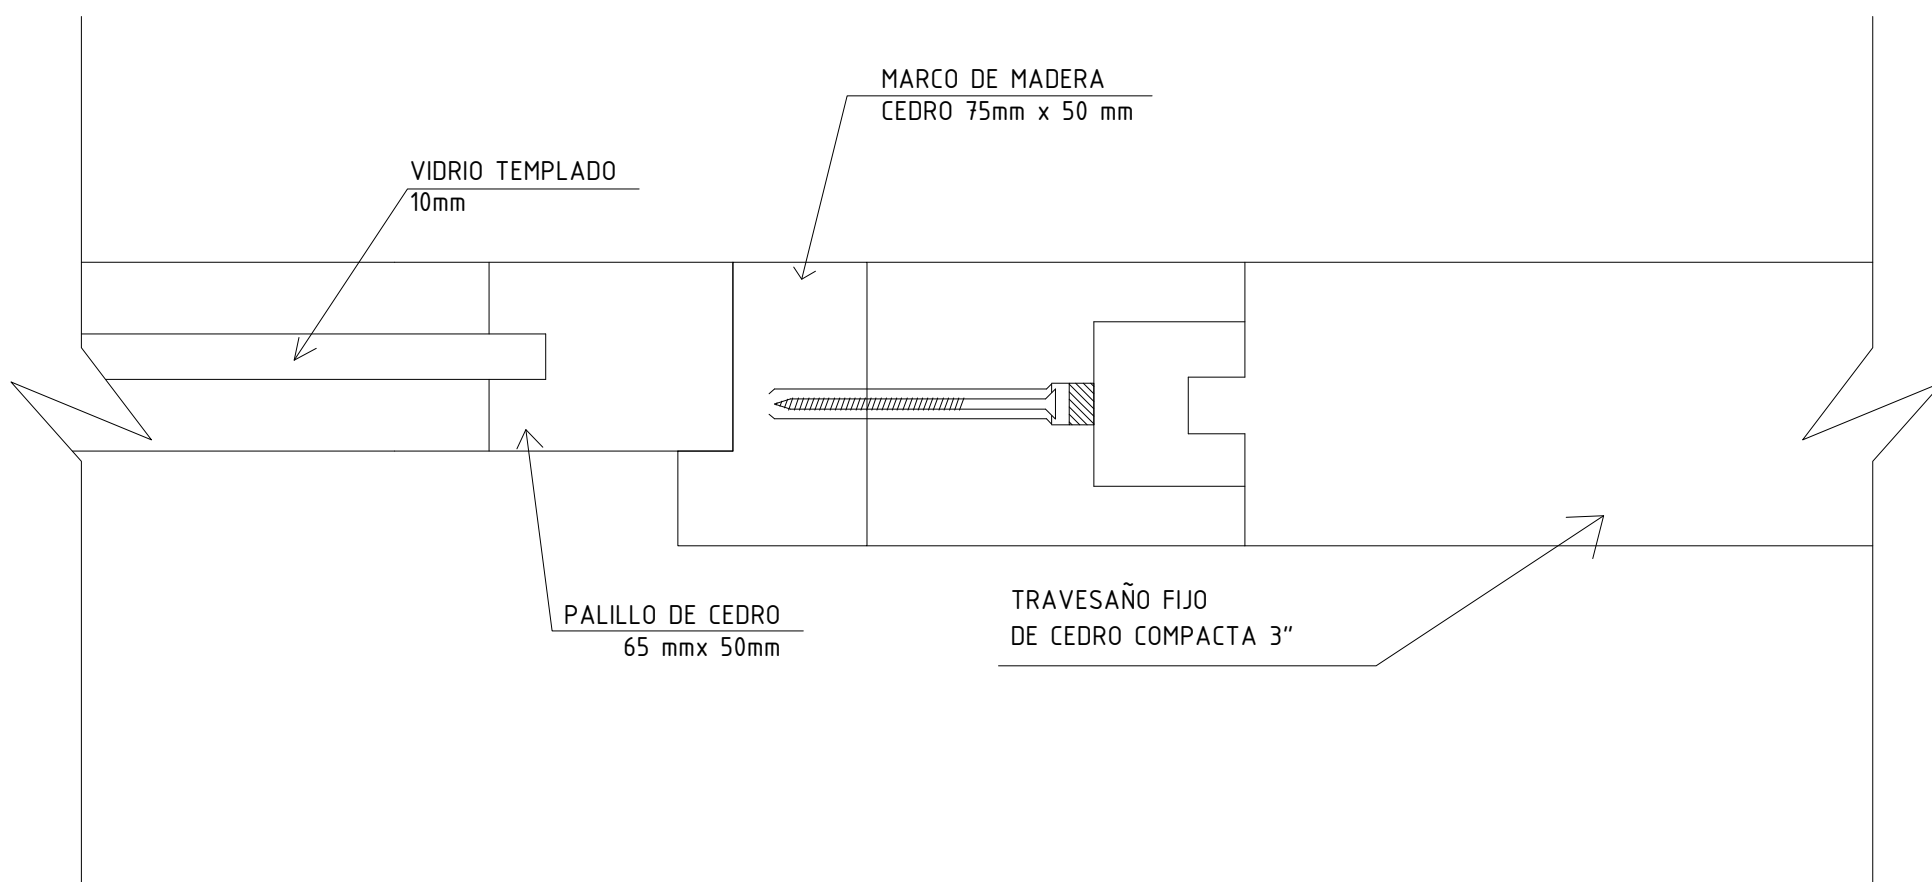 MARCO DE MADERA
CEDRO 75mm x 50 mm
VIDRIO TEMPLADO
10mm
PALILLO DE CEDRO
65 mmx 50mm
TRAVESAÑO FIJO
DE CEDRO COMPACTA 3"